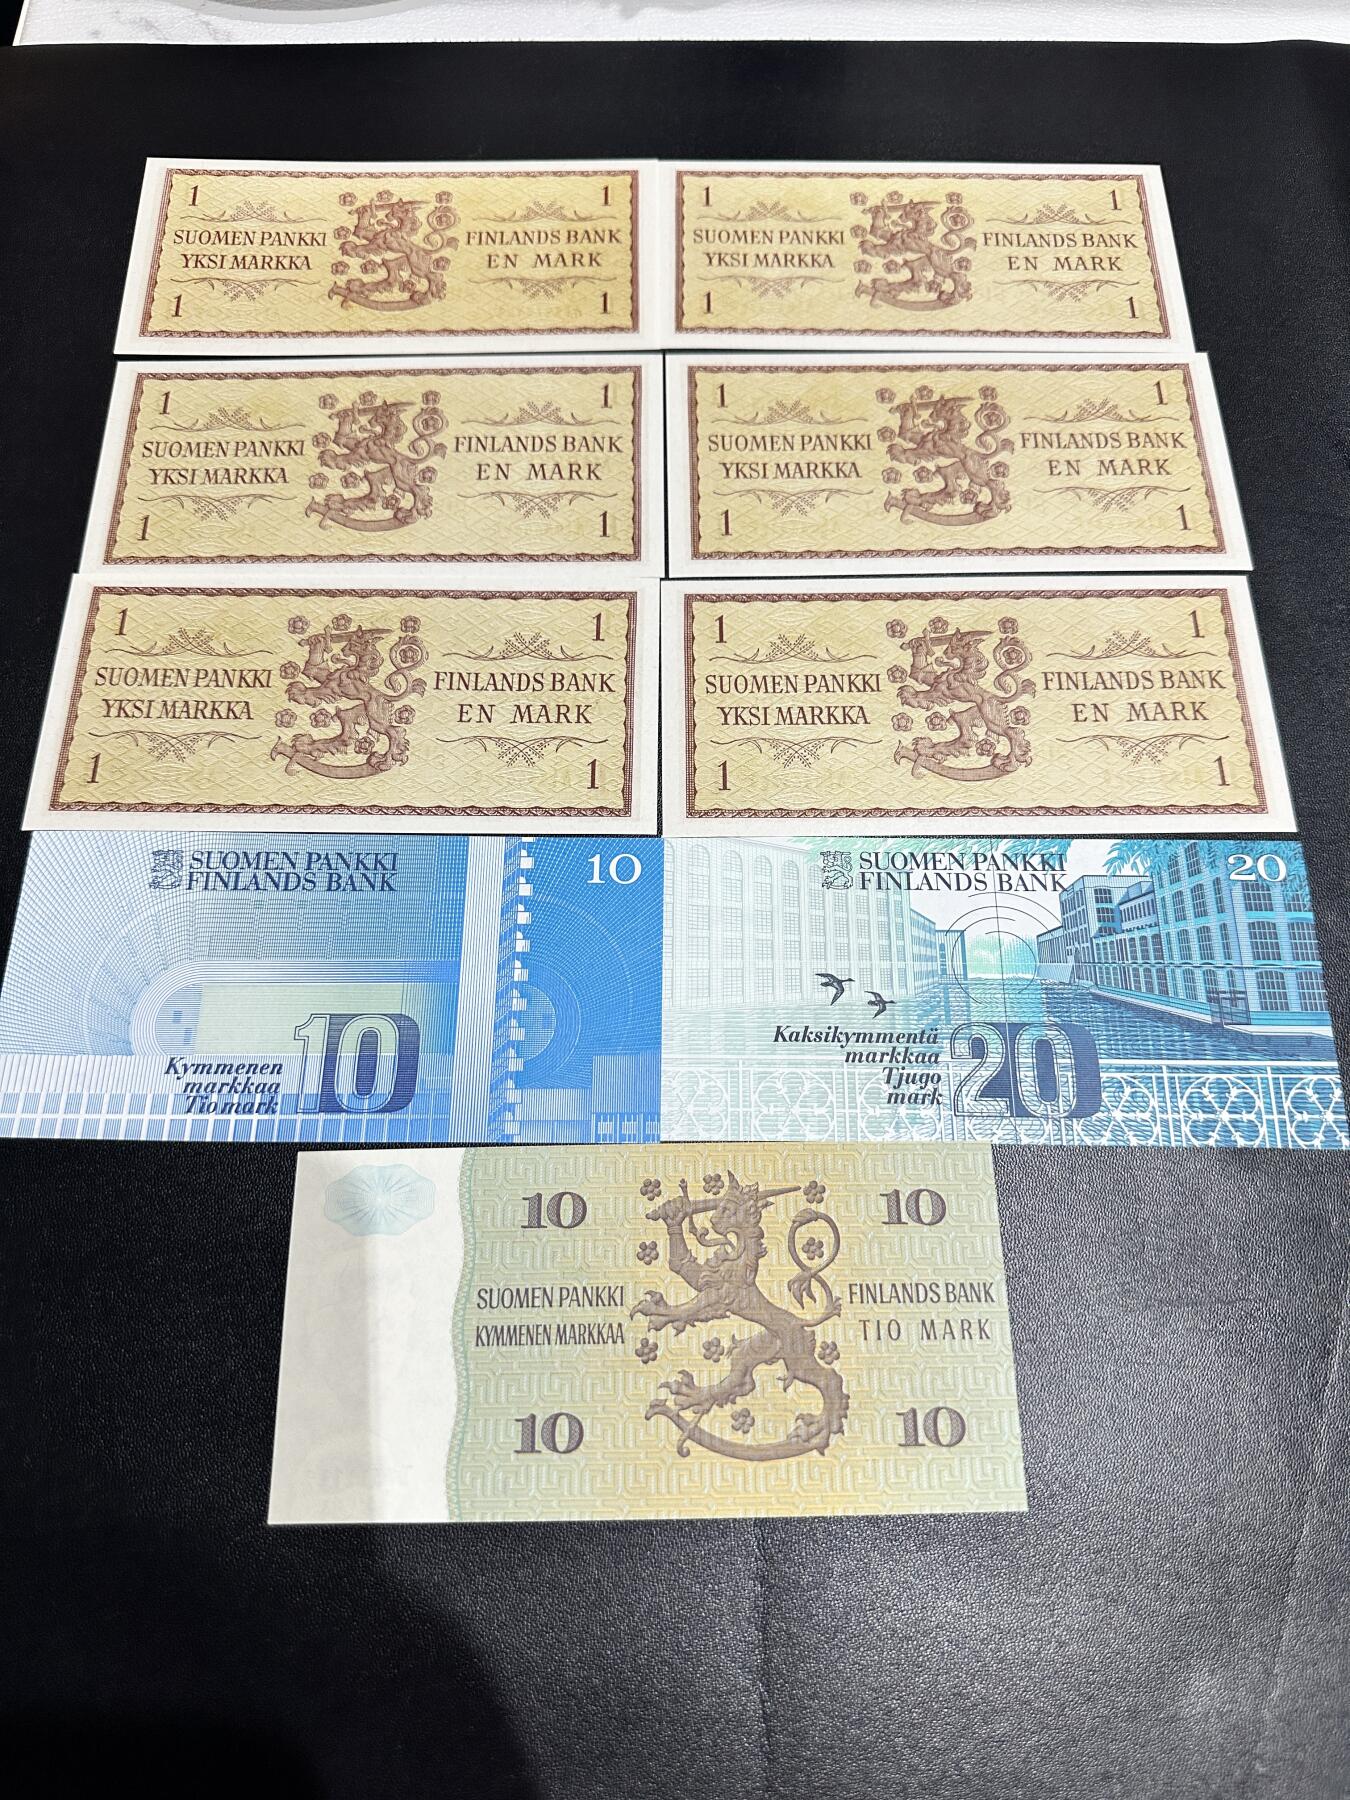 1 1
SUOMEN PANKKI FINLANDS BANK
YKSI MARKKA EN MARK
1 1
1 1
SUOMEN PANKKI FINLANDS BANK
YKSI MARKKA EN MARK
1 1
1 1
SUOMEN PANKKI FINLANDS BANK
YKSI MARKKA EN MARK
1 1
1 1
SUOMEN PANKKI FINLANDS BANK
YKSI MARKKA EN MARK
1 1
1 1
SUOMEN PANKKI FINLANDS BANK
YKSI MARKKA EN MARK
1 1
1 1
SUOMEN PANKKI FINLANDS BANK
YKSI MARKKA EN MARK
1 1
SUOMEN PANKKI 10
FINLANDS BANK
Kymmenen
markkaa
Tio mark
10
SUOMEN PANKKI 20
FINLANDS BANK
Kaksikymmentä
markkaa
Tjugo
mark
20
10 10
SUOMEN PANKKI FINLANDS BANK
KYMMENEN MARKKAA TIO MARK
10 10